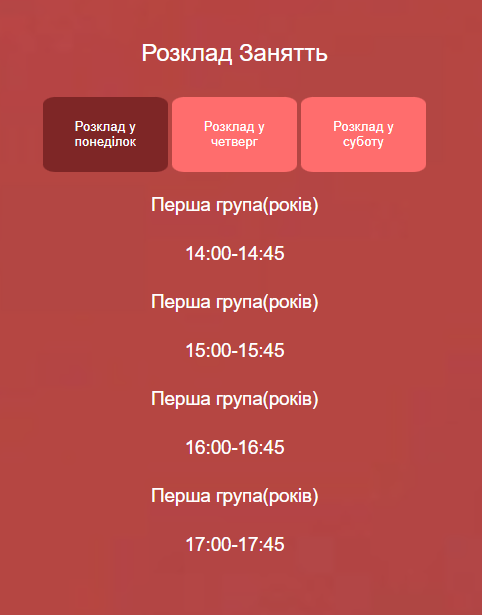 Розклад Занятть
Розклад у
понеділок
Розклад у
четверг
Розклад у
суботу
Перша група(років)
14:00-14:45
Перша група(років)
15:00-15:45
Перша група(років)
16:00-16:45
Перша група(років)
17:00-17:45